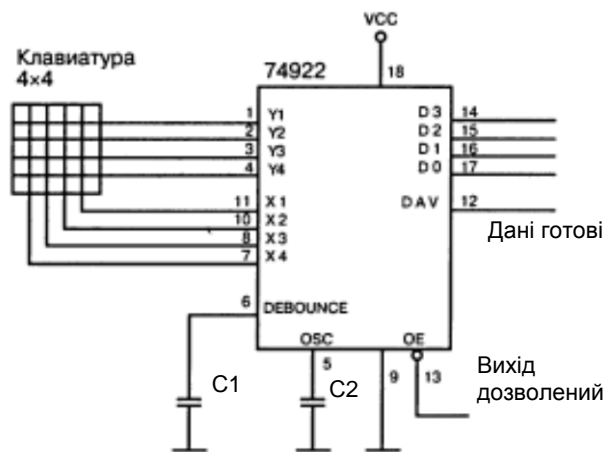 VCC
Клавиатура
4×4
74922
18
1 Y1
2 Y2
3 Y3
4 Y4
11 X1
10 X2
8 X3
7 X4
6 DEBOUNCE
OSC
5
9
OE
13
D3 14
D2 15
D1 16
D0 17
DAV 12
Дані готові
C1
C2
Вихід
дозволений